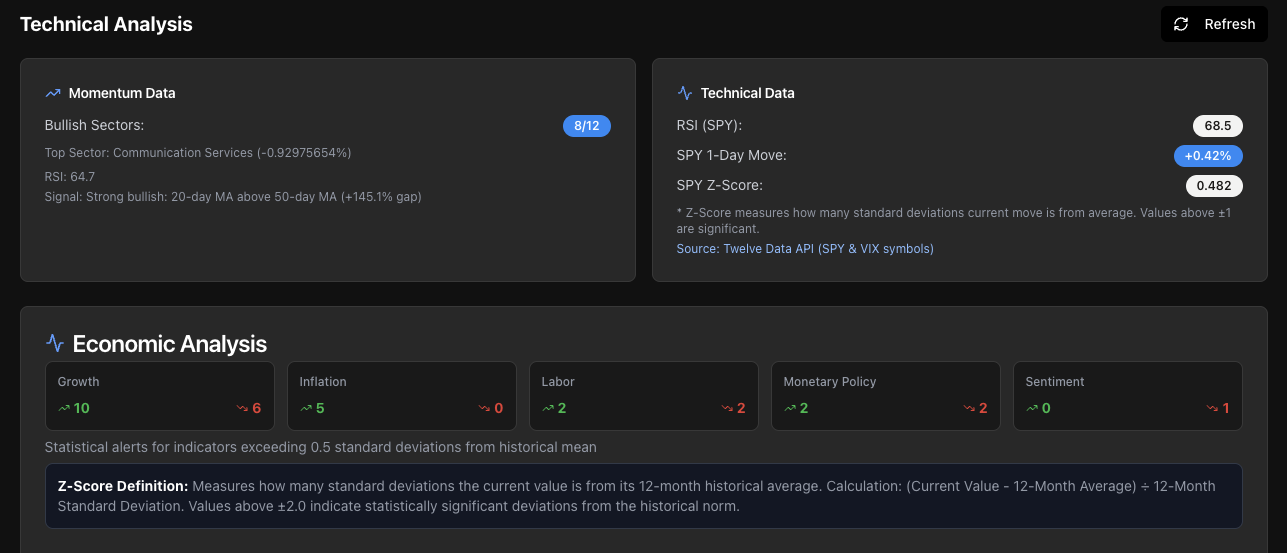 Technical Analysis
Refresh
Momentum Data
Bullish Sectors:
8/12
Top Sector: Communication Services (-0.92975654%)
RSI: 64.7
Signal: Strong bullish: 20-day MA above 50-day MA (+145.1% gap)
Technical Data
RSI (SPY):
68.5
SPY 1-Day Move:
+0.42%
SPY Z-Score:
0.482
* Z-Score measures how many standard deviations current move is from average. Values above ±1
are significant.
Source: Twelve Data API (SPY & VIX symbols)
Economic Analysis
Growth
10
6
Inflation
5
0
Labor
2
2
Monetary Policy
2
2
Sentiment
0
1
Statistical alerts for indicators exceeding 0.5 standard deviations from historical mean
Z-Score Definition: Measures how many standard deviations the current value is from its 12-month historical average. Calculation: (Current Value - 12-Month Average) ÷ 12-Month
Standard Deviation. Values above ±2.0 indicate statistically significant deviations from the historical norm.